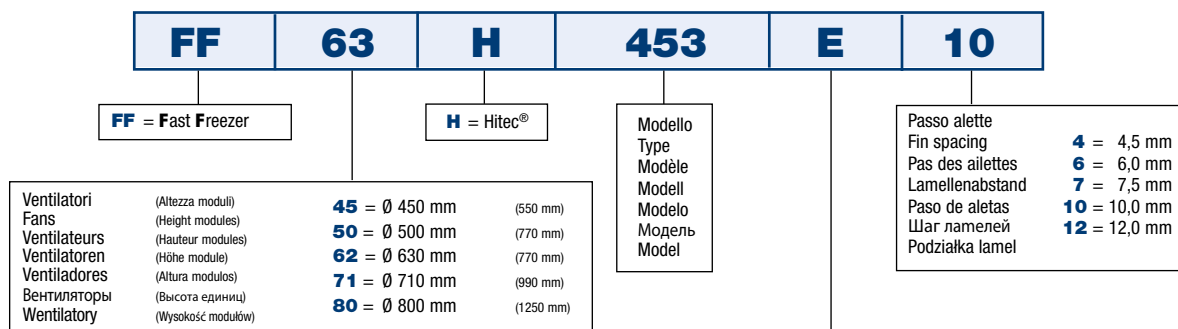 FF 63 H 453 E 10
FF = Fast Freezer
H = Hitec®
Modello
Type
Modèle
Modell
Modelo
Модель
Model
Passo alette
Fin spacing 4 = 4,5 mm
Pas des ailettes 6 = 6,0 mm
Lamellenabstand 7 = 7,5 mm
Paso de aletas 10 = 10,0 mm
Шаг ламелей 12 = 12,0 mm
Podziałka lamel
Ventilatori (Altezza moduli) 45 = Ø 450 mm (550 mm)
Fans (Height modules) 50 = Ø 500 mm (770 mm)
Ventilateurs (Hauteur modules) 62 = Ø 630 mm (770 mm)
Ventilatoren (Höhe module) 71 = Ø 710 mm (990 mm)
Ventiladores (Altura modulos) 80 = Ø 800 mm (1250 mm)
Вентиляторы (Высота единиц)
Wentilatory (Wysokość modułów)